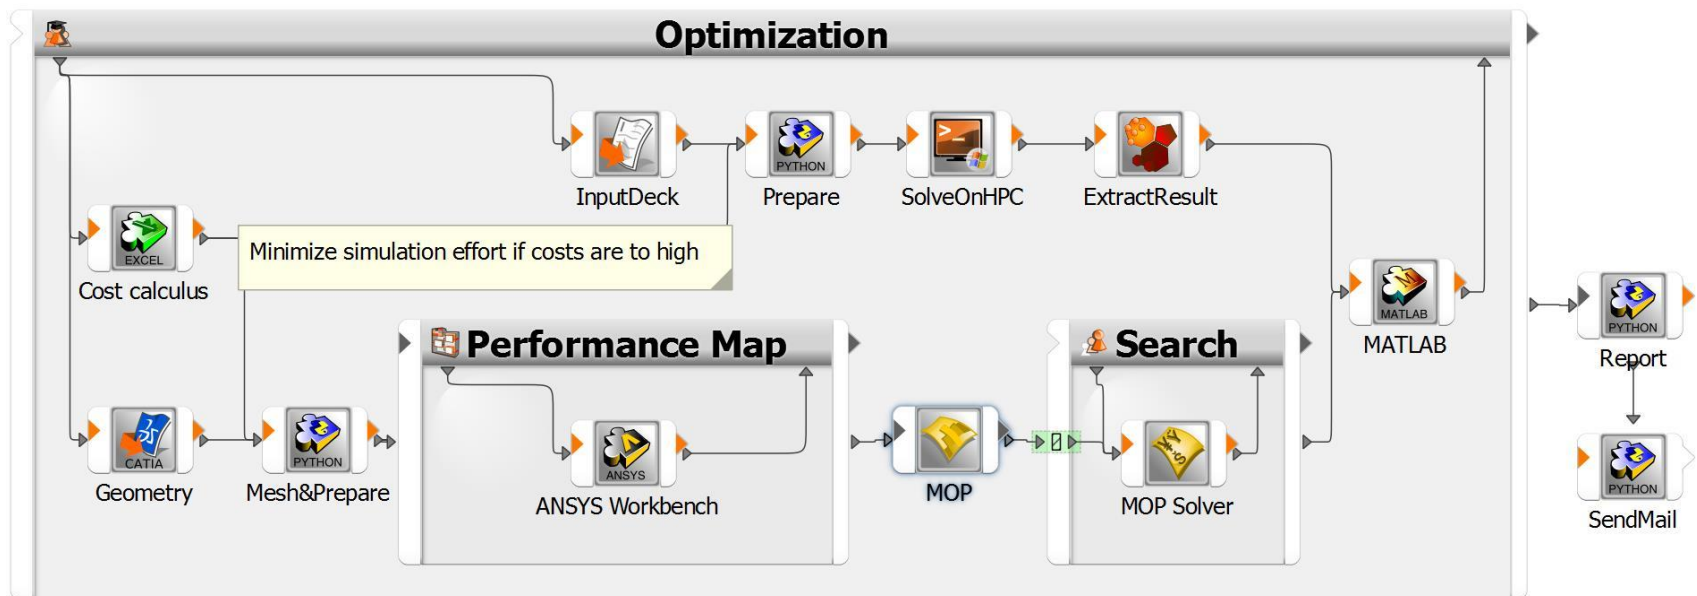 Optimization
InputDeck
PYTHON
Prepare
>_
SolveOnHPC
ExtractResult
EXCEL
Cost calculus
Minimize simulation effort if costs are to high
MATLAB
MATLAB
PYTHON
Report
Performance Map
Search
CATIA
Geometry
PYTHON
Mesh&Prepare
ANSYS
ANSYS Workbench
MOP
MOP Solver
PYTHON
SendMail